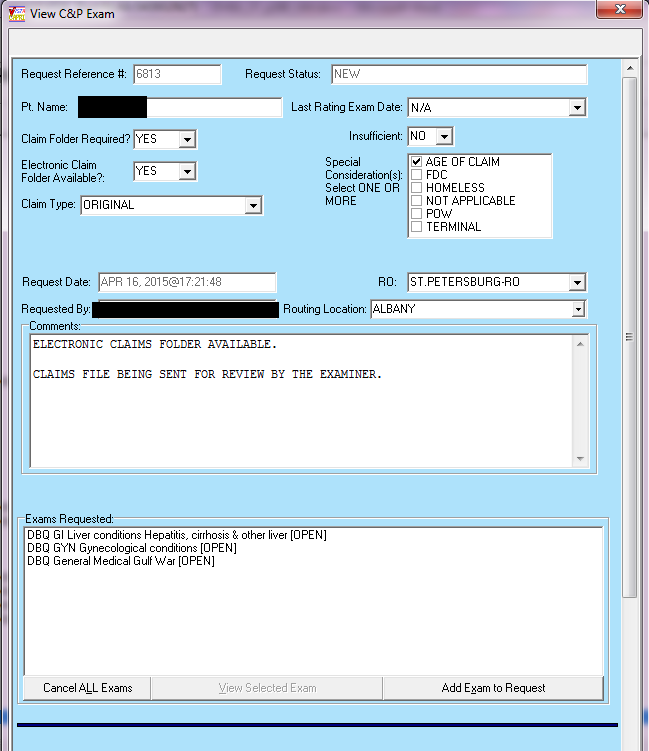 View C&P Exam
Request Reference #: 6813 Request Status: NEW
Pt. Name: Last Rating Exam Date: N/A
Claim Folder Required? YES Insufficient: NO
Electronic Claim
Folder Available?: YES
Special
Consideration(s):
Select ONE OR
MORE
AGE OF CLAIM
FDC
HOMELESS
NOT APPLICABLE
POW
TERMINAL
Claim Type: ORIGINAL
Request Date: APR 16, 2015@17:21:48 RO: ST.PETERSBURG-RO
Requested By: Routing Location: ALBANY
Comments:
ELECTRONIC CLAIMS FOLDER AVAILABLE.
CLAIMS FILE BEING SENT FOR REVIEW BY THE EXAMINER.
Exams Requested:
DBQ GI Liver conditions Hepatitis, cirrhosis & other liver [OPEN]
DBQ GYN Gynecological conditions [OPEN]
DBQ General Medical Gulf War [OPEN]
Cancel ALL Exams View Selected Exam Add Exam to Request